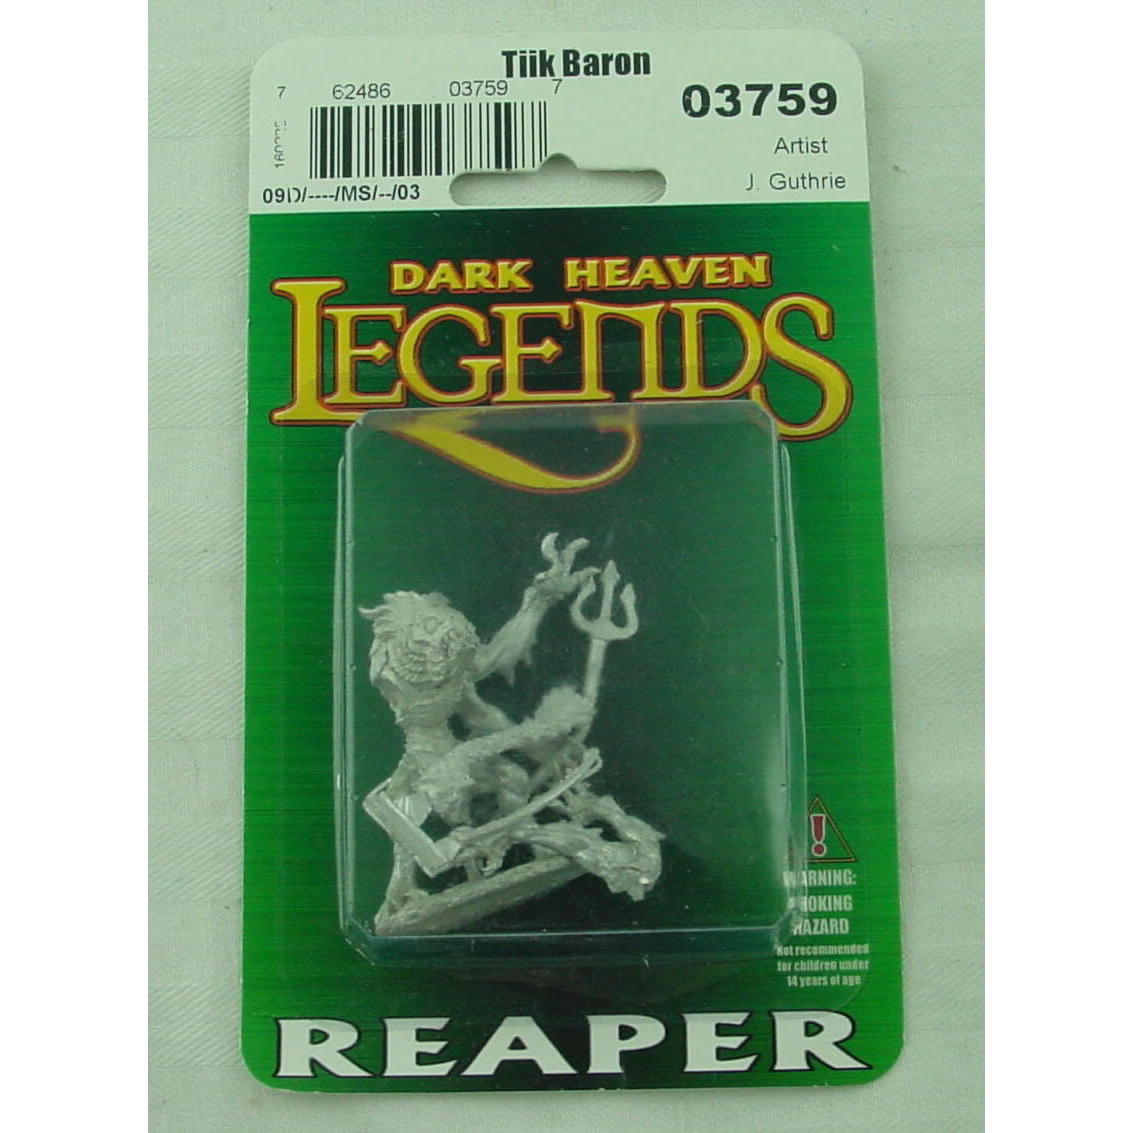 Tiik Baron
7 62486 03759 7
03759
Artist
J. Guthrie
09D/----/MS/--/03
DARK HEAVEN
LEGENDS
WARNING:
CHOKING
HAZARD
Not recommended
for children under
14 years of age
REAPER